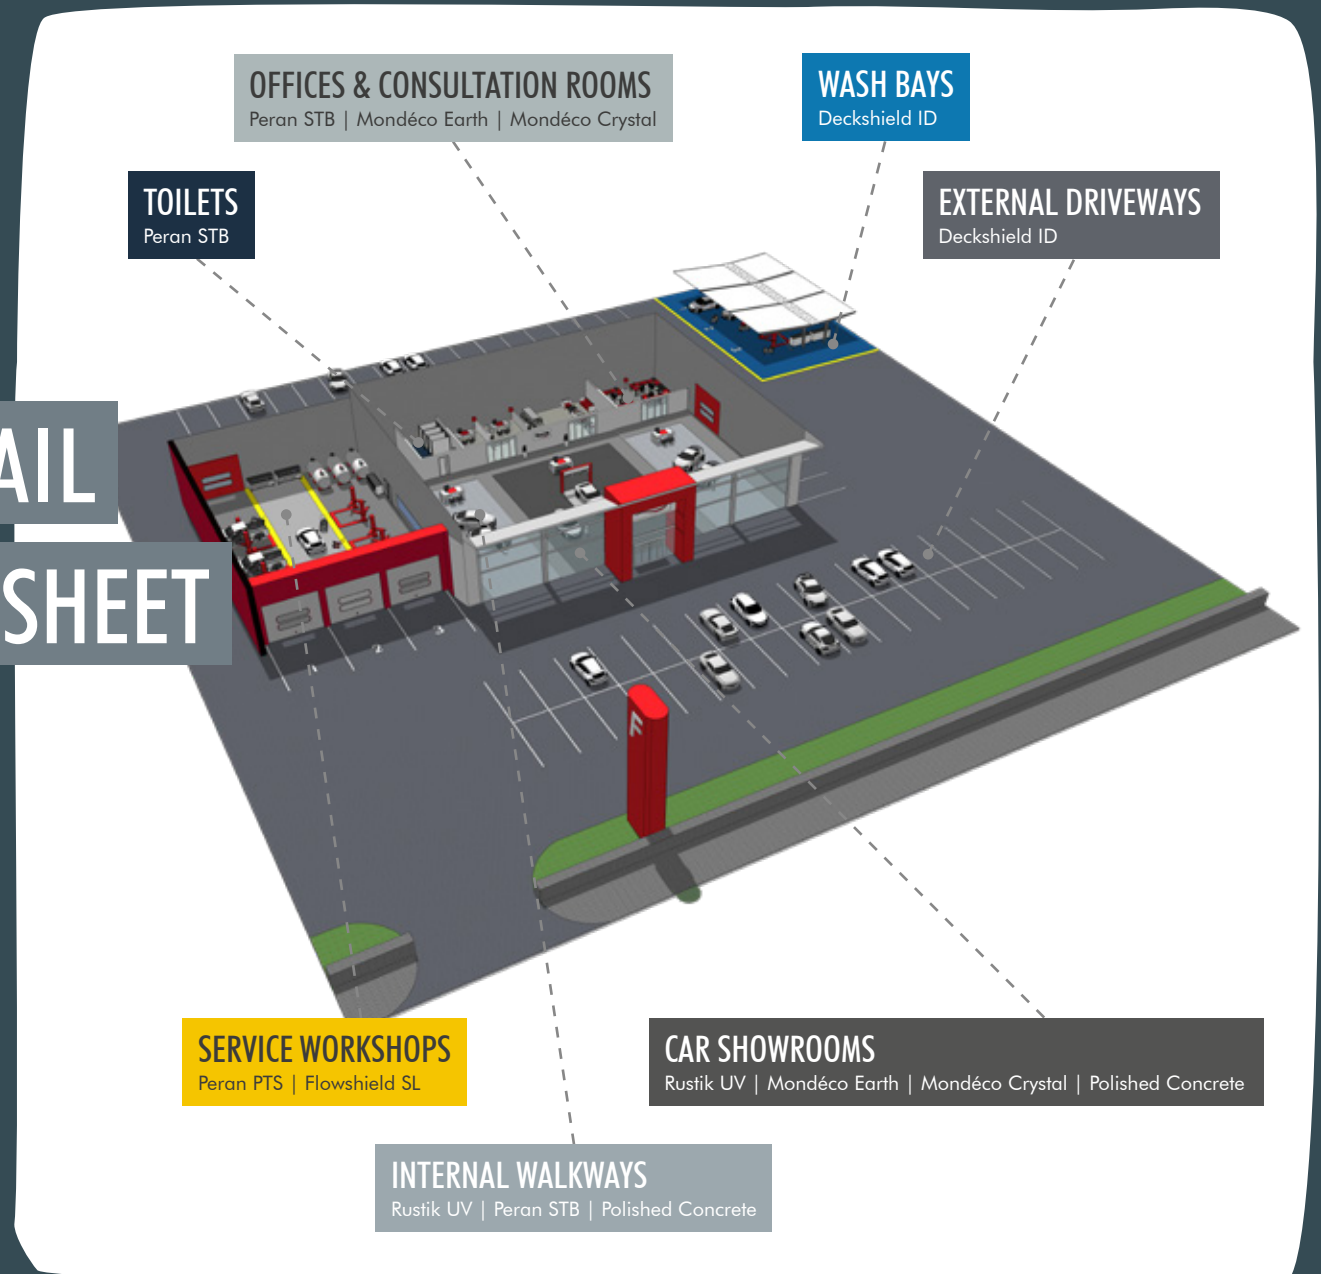 OFFICES & CONSULTATION ROOMS
Peran STB | Mondéco Earth | Mondéco Crystal
WASH BAYS
Deckshield ID
TOILETS
Peran STB
EXTERNAL DRIVEWAYS
Deckshield ID
AIL
SHEET
F
SERVICE WORKSHOPS
Peran PTS | Flowshield SL
CAR SHOWROOMS
Rustik UV | Mondéco Earth | Mondéco Crystal | Polished Concrete
INTERNAL WALKWAYS
Rustik UV | Peran STB | Polished Concrete